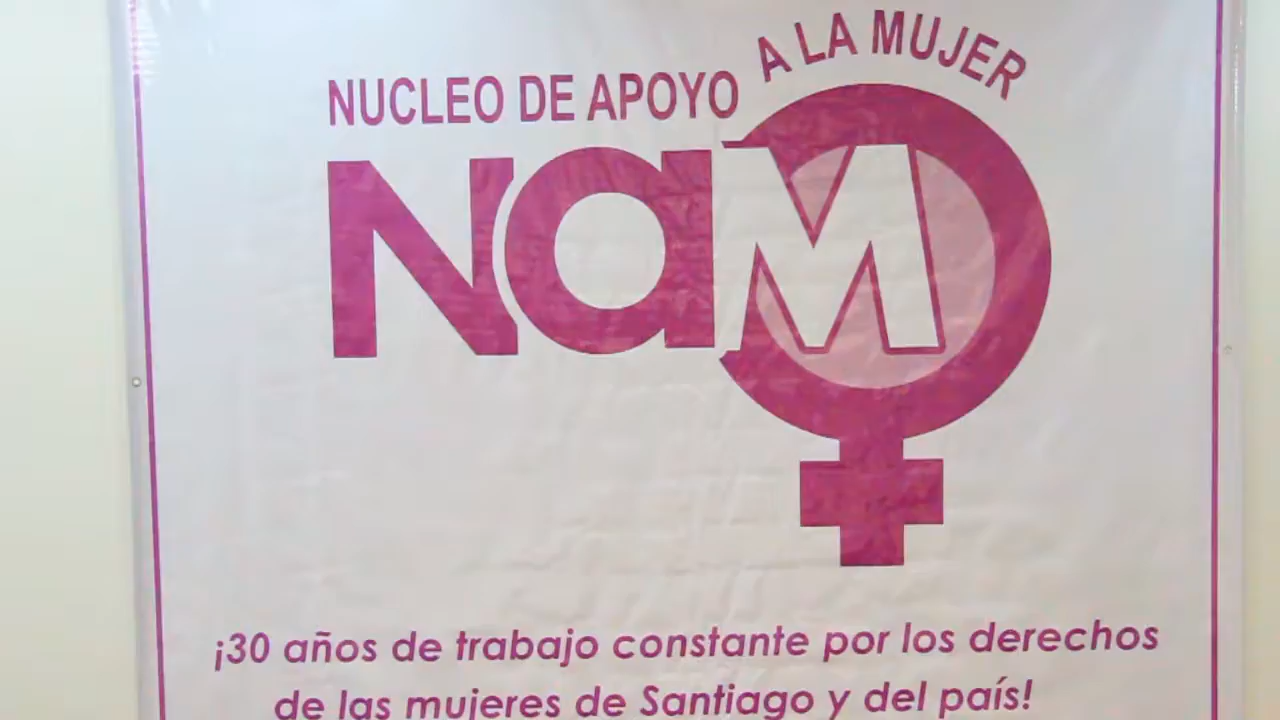 NUCLEO DE APOYO A LA MUJER
NaM
¡30 años de trabajo constante por los derechos
de las mujeres de Santiago y del país!